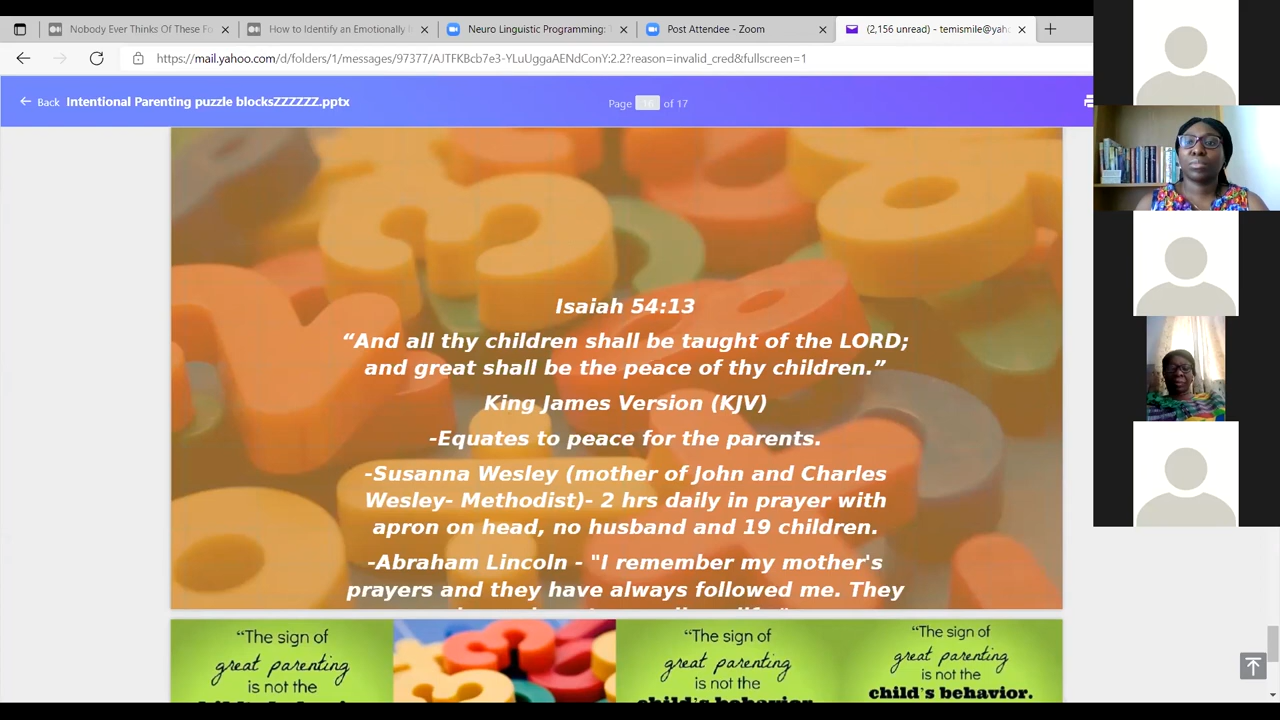 Nobody Ever Thinks Of These Fo
How to Identify an Emotionally I
Neuro Linguistic Programming:
Post Attendee - Zoom
(2,156 unread) - temismile@yaho
https://mail.yahoo.com/d/folders/1/messages/97377/AJTFKBcb7e3-YLuUggaAENdConY:2.2?reason=invalid_cred&fullscreen=1
Back Intentional Parenting puzzle blocksZZZZZZ.pptx
Page 16 of 17
Isaiah 54:13
“And all thy children shall be taught of the LORD;
and great shall be the peace of thy children.”
King James Version (KJV)
-Equates to peace for the parents.
-Susanna Wesley (mother of John and Charles
Wesley- Methodist)- 2 hrs daily in prayer with
apron on head, no husband and 19 children.
-Abraham Lincoln - "I remember my mother's
prayers and they have always followed me. They
“The sign of
great parenting
is not the
“The sign of
great parenting
is not the
child's behavior.
“The sign of
great parenting
is not the
child's behavior.